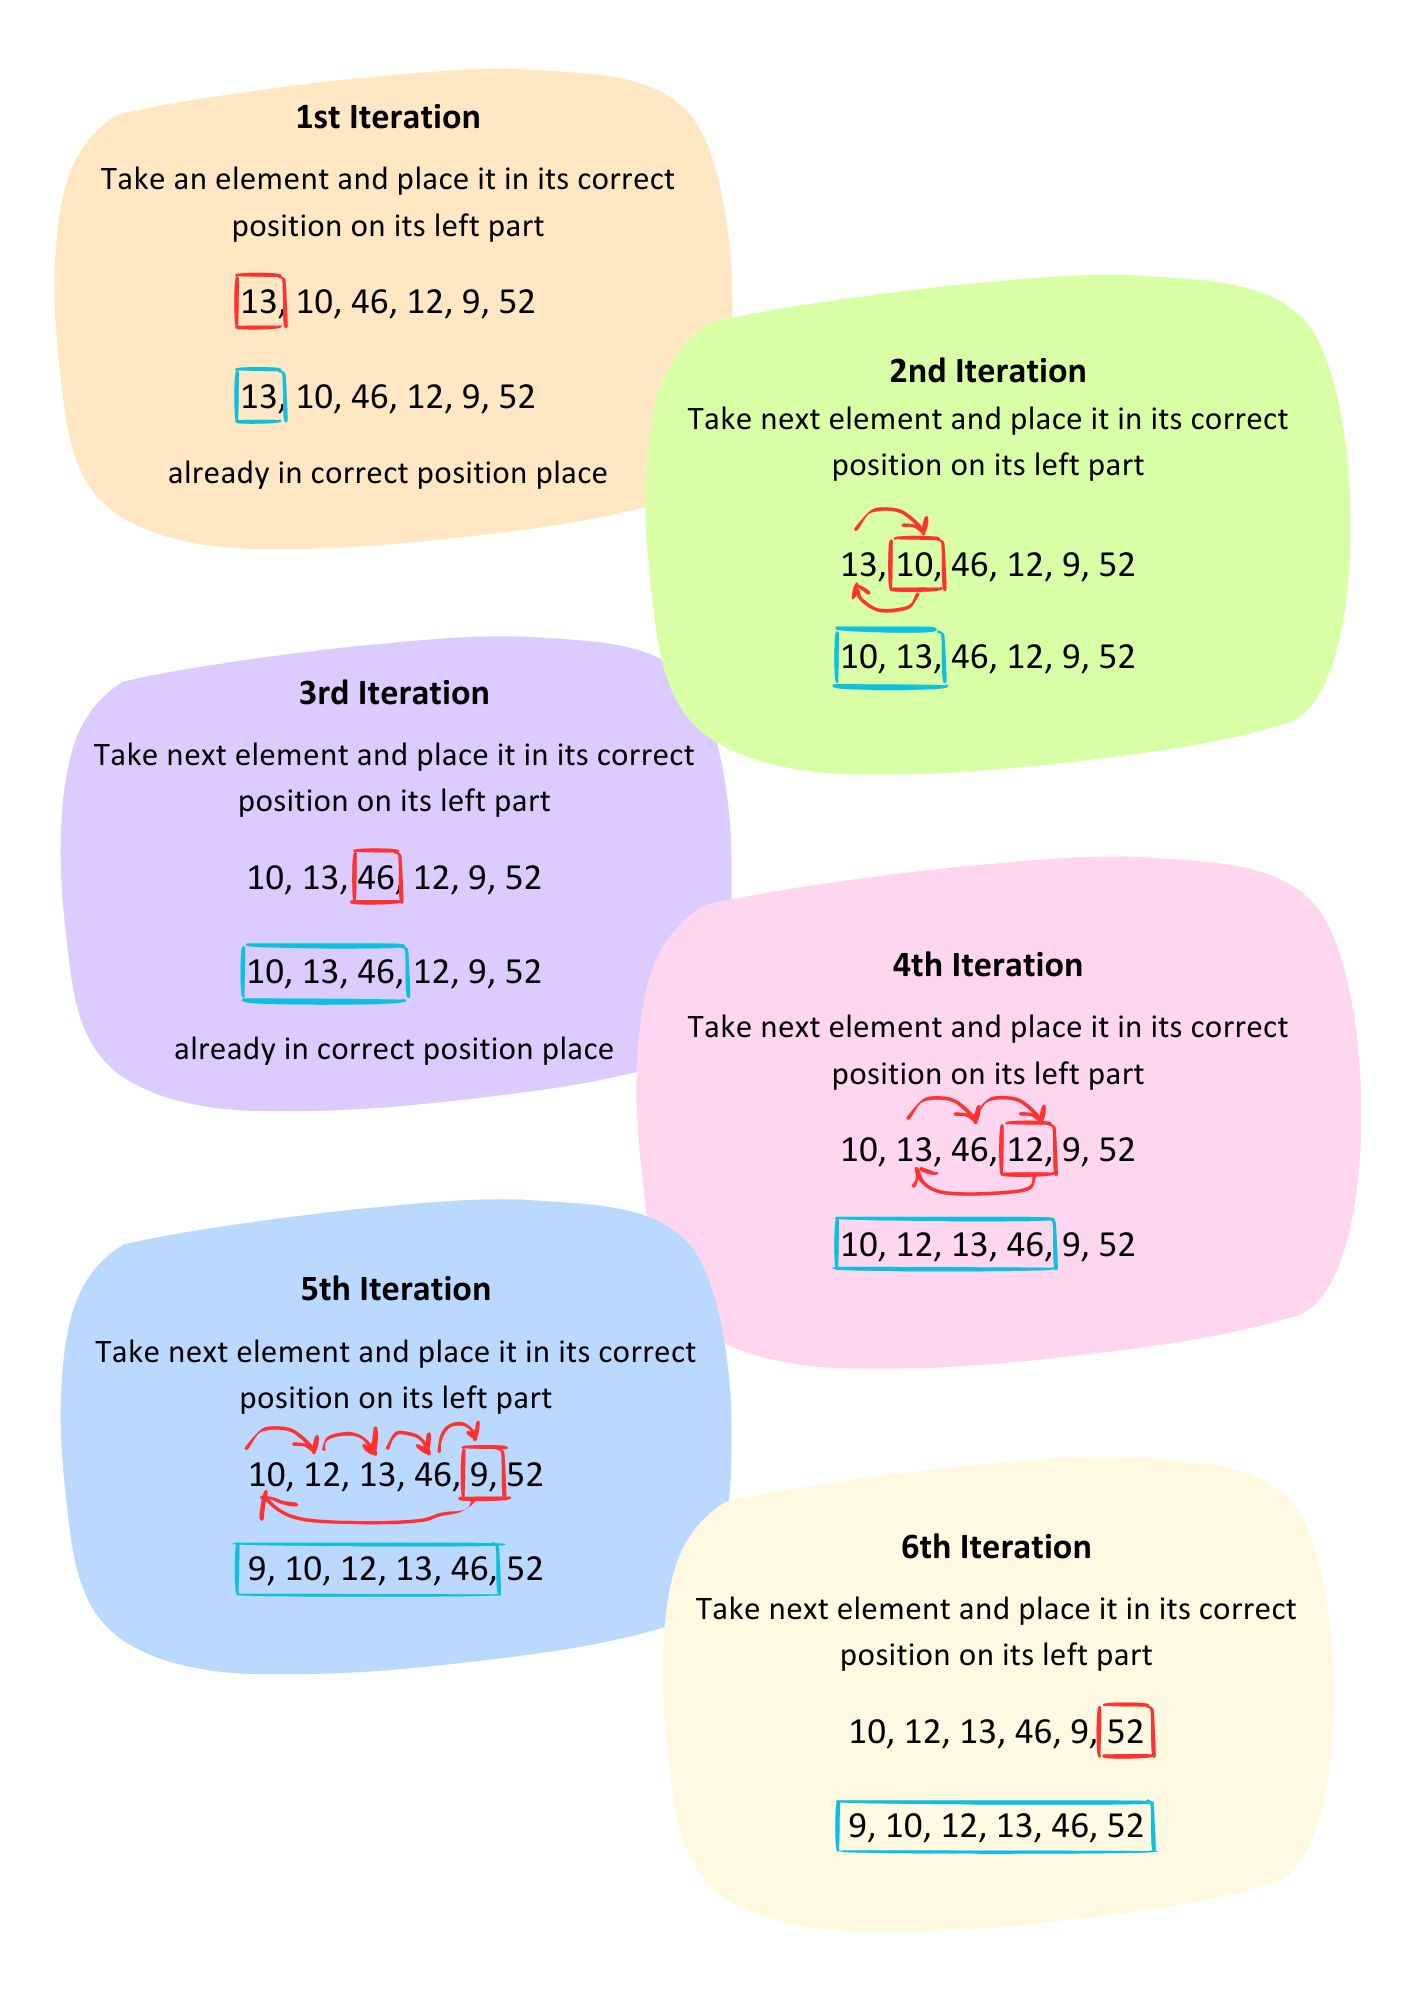 1st Iteration
Take an element and place it in its correct
position on its left part
13, 10, 46, 12, 9, 52
13, 10, 46, 12, 9, 52
already in correct position place
2nd Iteration
Take next element and place it in its correct
position on its left part
13, 10, 46, 12, 9, 52
10, 13, 46, 12, 9, 52
3rd Iteration
Take next element and place it in its correct
position on its left part
10, 13, 46, 12, 9, 52
10, 13, 46, 12, 9, 52
already in correct position place
4th Iteration
Take next element and place it in its correct
position on its left part
10, 13, 46, 12, 9, 52
10, 12, 13, 46, 9, 52
5th Iteration
Take next element and place it in its correct
position on its left part
10, 12, 13, 46, 9, 52
9, 10, 12, 13, 46, 52
6th Iteration
Take next element and place it in its correct
position on its left part
10, 12, 13, 46, 9, 52
9, 10, 12, 13, 46, 52